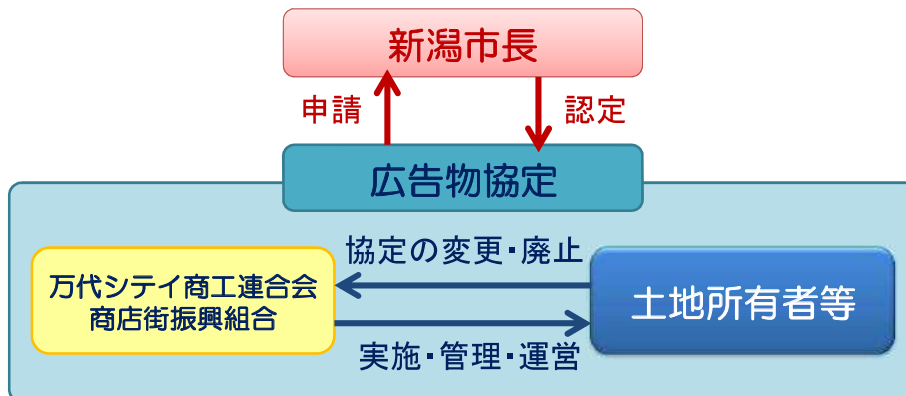 新潟市長
申請
認定
広告物協定
協定の変更・廃止
万代シテイ商工連合会
商店街振興組合
土地所有者等
実施・管理・運営